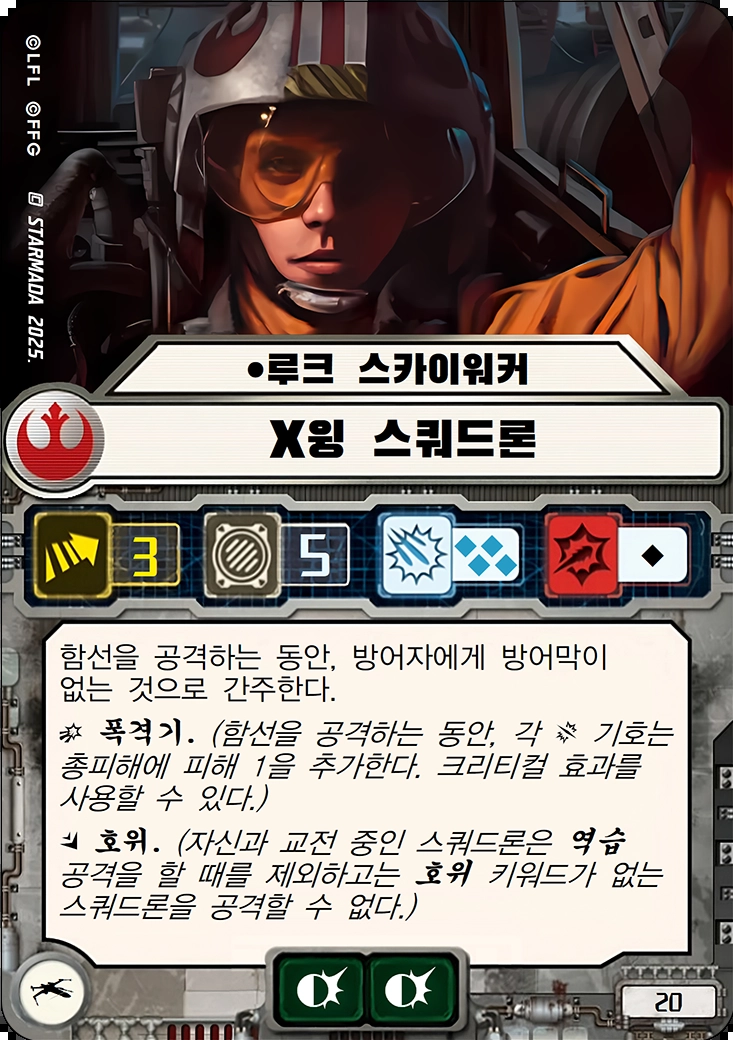 ©LFL ©FFG © STARMADA 2025.
•루크 스카이워커
X윙 스쿼드론
3
5
함선을 공격하는 동안, 방어자에게 방어막이
없는 것으로 간주한다.
폭격기. (함선을 공격하는 동안, 각 기호는
총피해에 피해 1을 추가한다. 크리티컬 효과를
사용할 수 있다.)
호위. (자신과 교전 중인 스쿼드론은 역습
공격을 할 때를 제외하고는 호위 키워드가 없는
스쿼드론을 공격할 수 없다.)
20